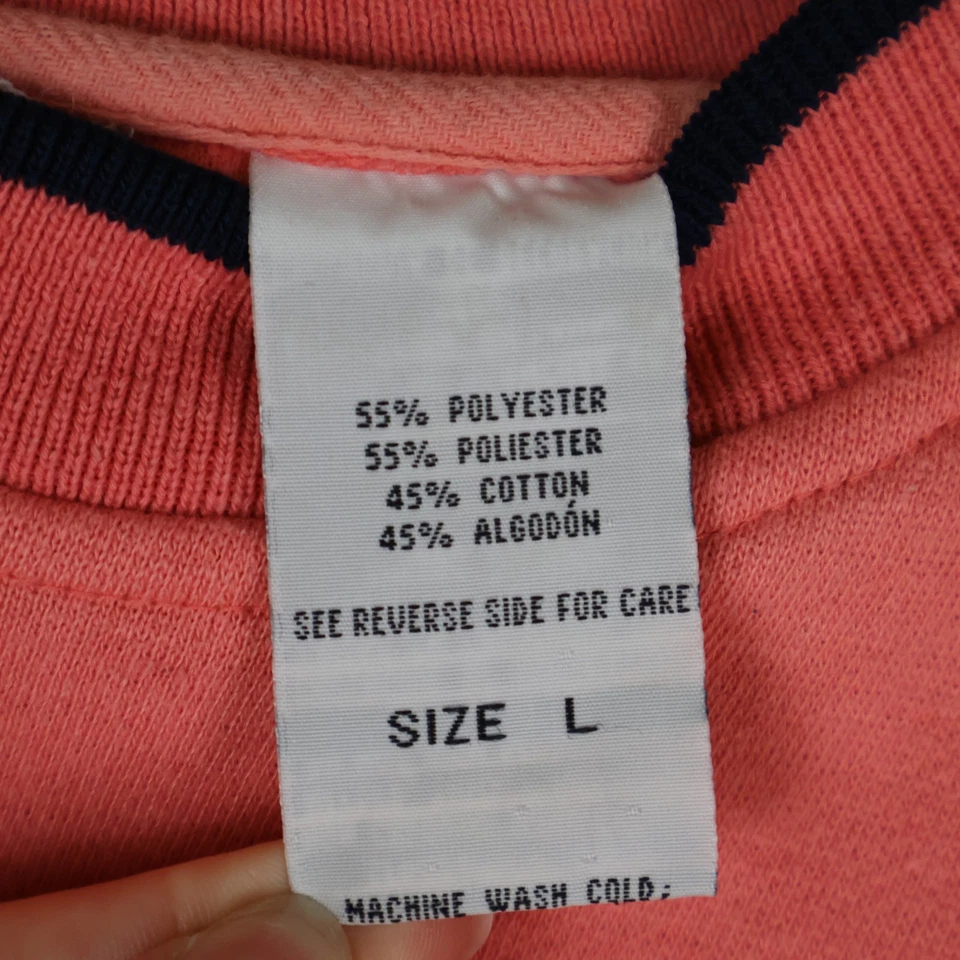 55% POLYESTER
55% POLIESTER
45% COTTON
45% ALGODÓN
SEE REVERSE SIDE FOR CARE
SIZE L
MACHINE WASH COLD;